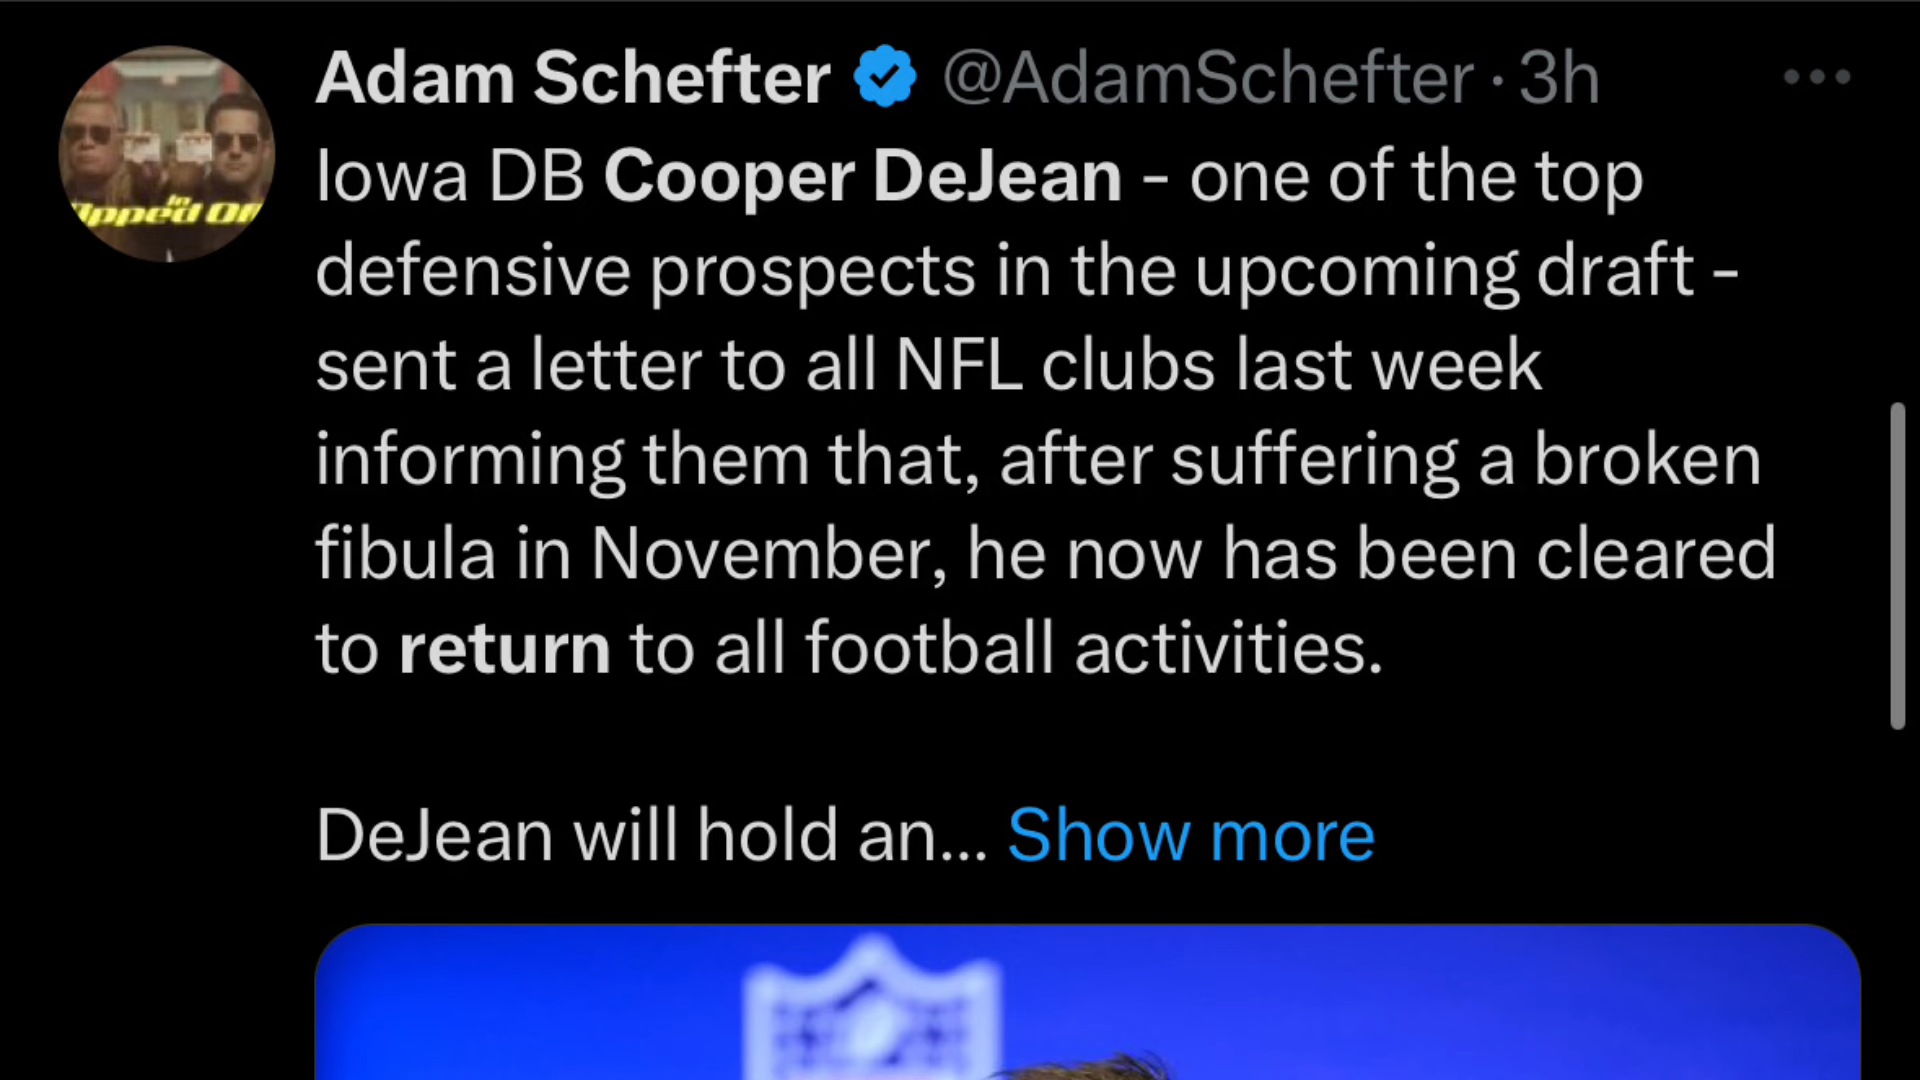 Adam Schefter @AdamSchefter · 3h
Iowa DB Cooper DeJean - one of the top
defensive prospects in the upcoming draft -
sent a letter to all NFL clubs last week
informing them that, after suffering a broken
fibula in November, he now has been cleared
to return to all football activities.
DeJean will hold an... Show more